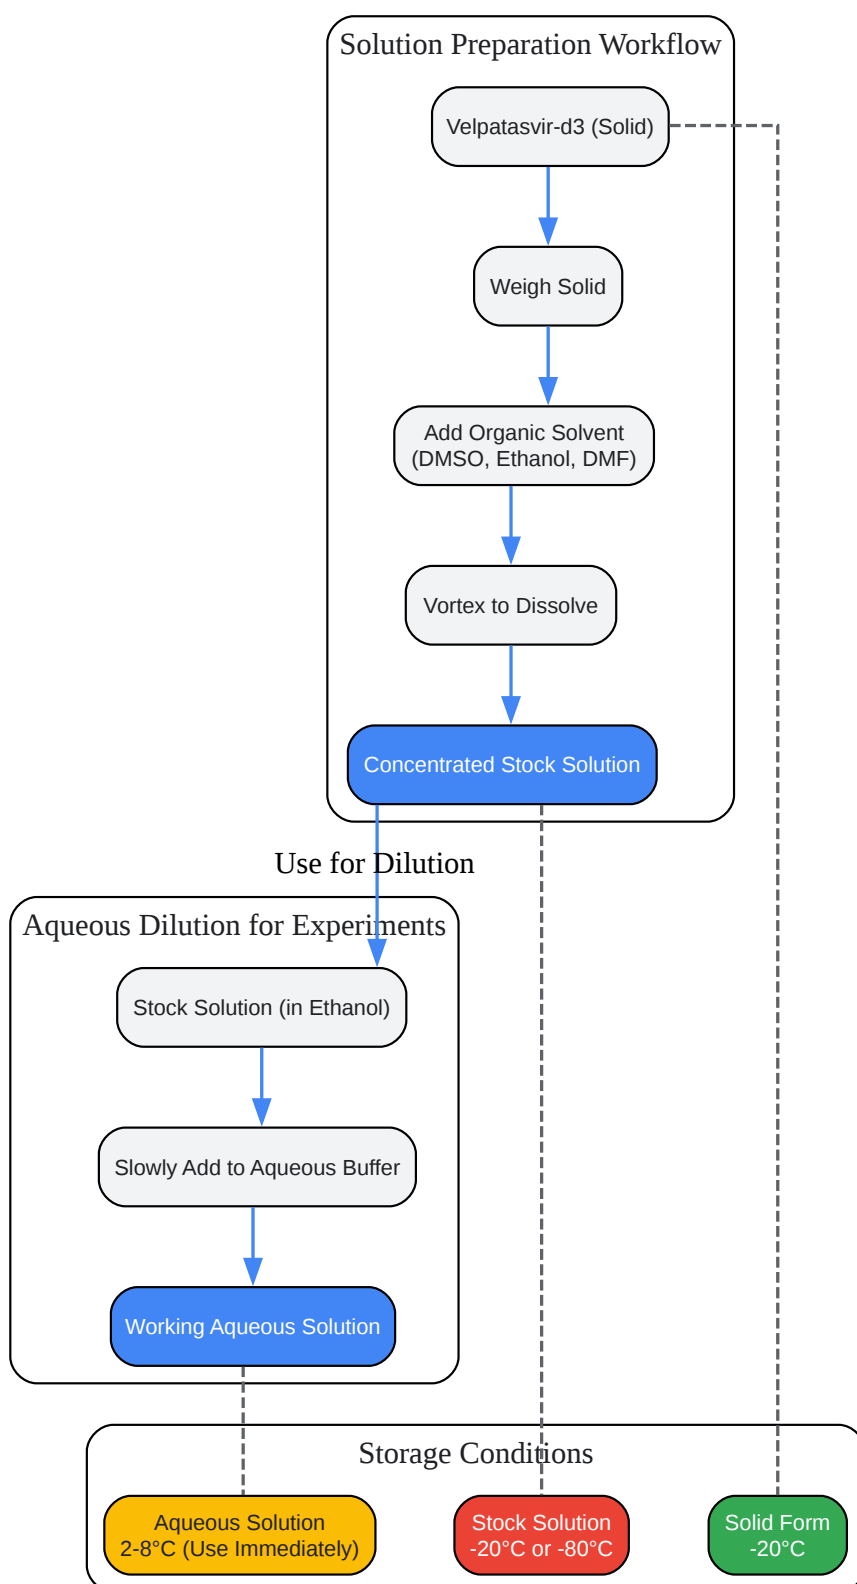 Solution Preparation Workflow
Velpatasvir-d3 (Solid)
Weigh Solid
Add Organic Solvent
(DMSO, Ethanol, DMF)
Vortex to Dissolve
Concentrated Stock Solution
Use for Dilution
Aqueous Dilution for Experiments
Stock Solution (in Ethanol)
Slowly Add to Aqueous Buffer
Working Aqueous Solution
Storage Conditions
Aqueous Solution
2-8°C (Use Immediately)
Stock Solution
-20°C or -80°C
Solid Form
-20°C